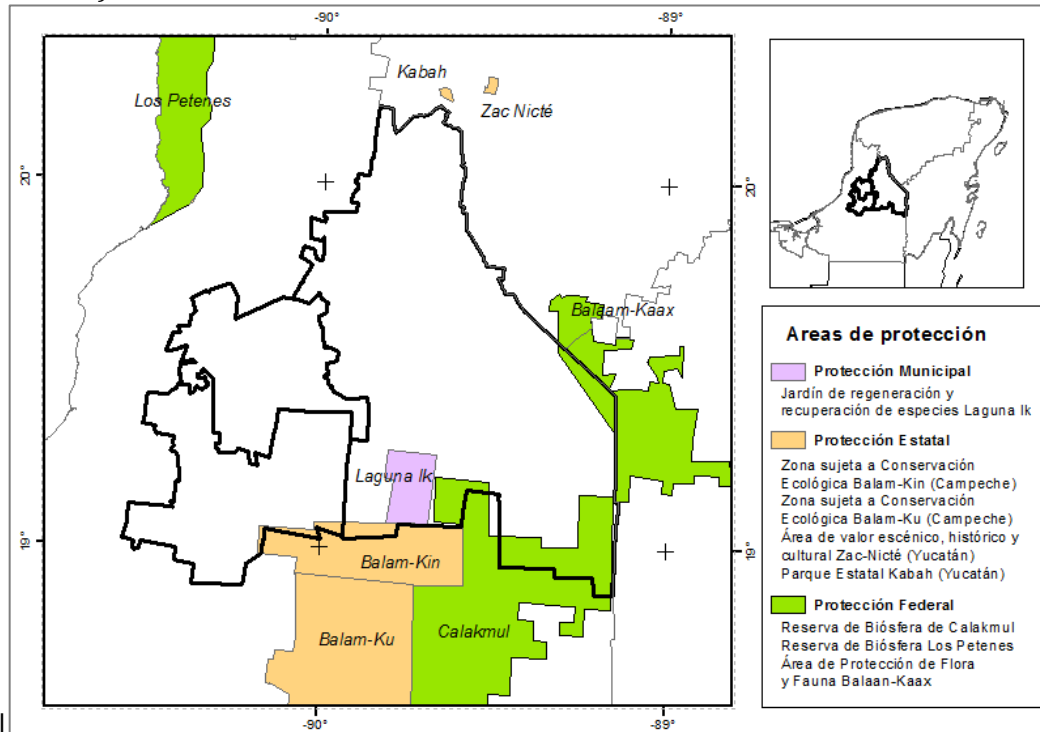 -90°
-89°
Kabah
Los Petenes
Zac Nicté
20°
20°
Balaam-Kaax
Laguna Ik
19°
19°
Balam-Kin
Balam-Ku
Calakmul
-90°
-89°
Areas de protección
Protección Municipal
Jardín de regeneración y
recuperación de especies Laguna Ik
Protección Estatal
Zona sujeta a Conservación
Ecológica Balam-Kin (Campeche)
Zona sujeta a Conservación
Ecológica Balam-Ku (Campeche)
Área de valor escénico, histórico y
cultural Zac-Nicté (Yucatán)
Parque Estatal Kabah (Yucatán)
Protección Federal
Reserva de Biósfera de Calakmul
Reserva de Biósfera Los Petenes
Área de Protección de Flora
y Fauna Balaan-Kaax